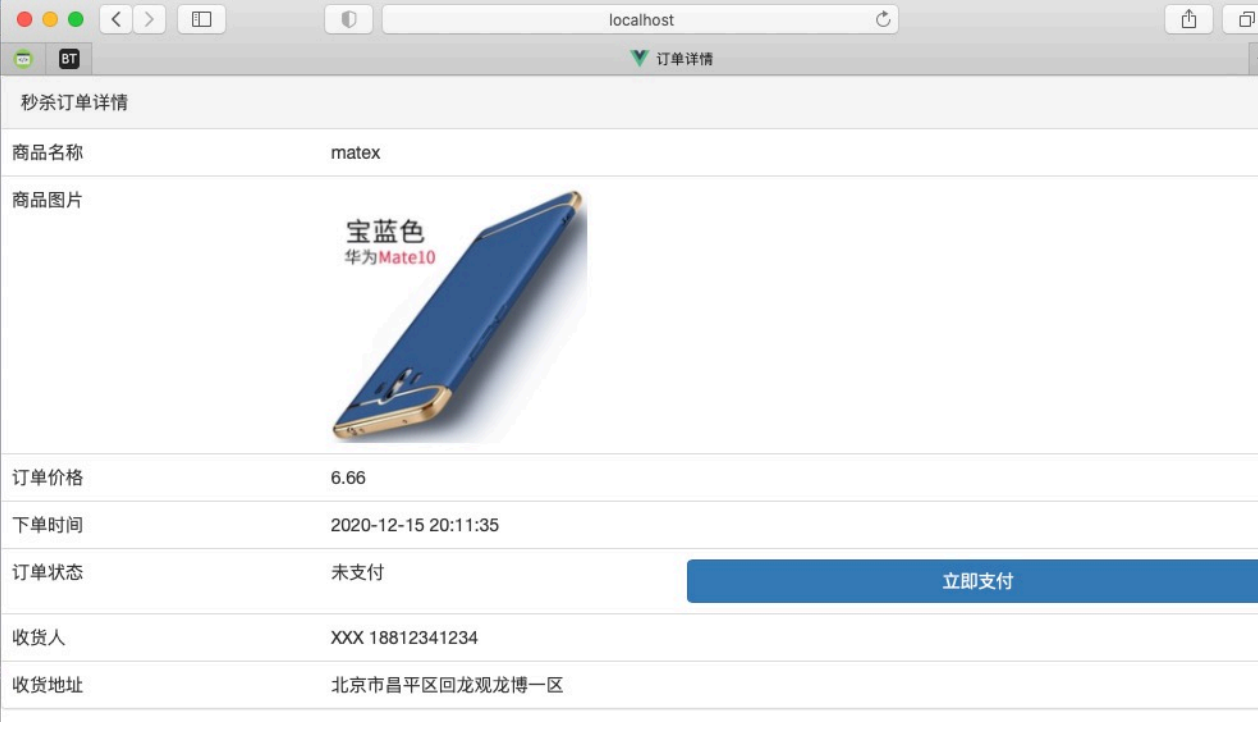 localhost
BT
订单详情
秒杀订单详情
商品名称 matex
商品图片
宝蓝色
华为Mate10
订单价格 6.66
下单时间 2020-12-15 20:11:35
订单状态 未支付 立即支付
收货人 XXX 18812341234
收货地址 北京市昌平区回龙观龙博一区